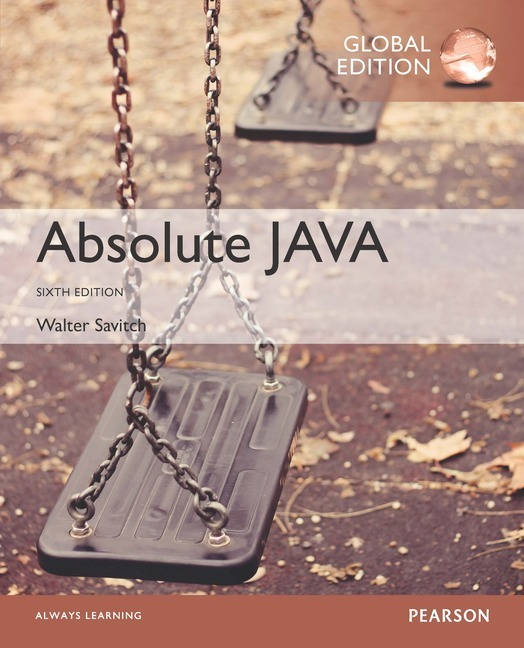 GLOBAL
EDITION
Absolute JAVA
SIXTH EDITION
Walter Savitch
ALWAYS LEARNING
PEARSON